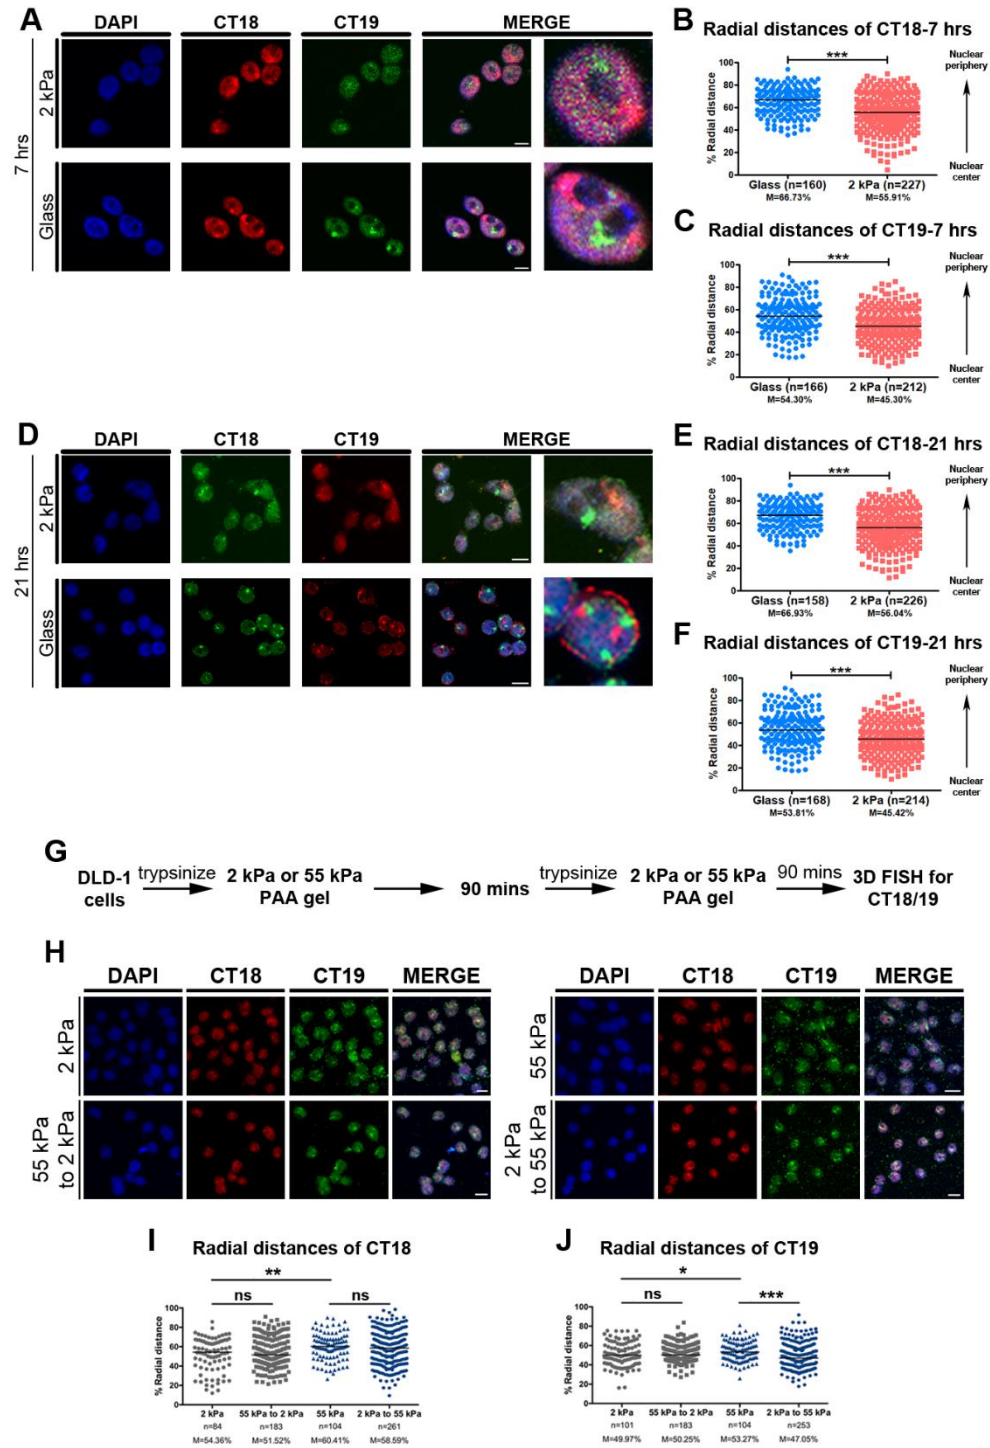 A
DAPI CT18 CT19 MERGE
7 hrs
2 kPa
Glass
B Radial distances of CT18-7 hrs
***
Nuclear periphery
% Radial distance
100
80
60
40
20
0
Nuclear center
Glass (n=160) 2 kPa (n=227)
M=66.73% M=55.91%
C Radial distances of CT19-7 hrs
***
Nuclear periphery
% Radial distance
100
80
60
40
20
0
Nuclear center
Glass (n=166) 2 kPa (n=212)
M=54.30% M=45.30%
D
DAPI CT18 CT19 MERGE
21 hrs
2 kPa
Glass
E Radial distances of CT18-21 hrs
***
Nuclear periphery
% Radial distance
100
80
60
40
20
0
Nuclear center
Glass (n=158) 2 kPa (n=226)
M=66.93% M=56.04%
F Radial distances of CT19-21 hrs
***
Nuclear periphery
% Radial distance
100
80
60
40
20
0
Nuclear center
Glass (n=168) 2 kPa (n=214)
M=53.81% M=45.42%
G
DLD-1 cells
trypsinize
2 kPa or 55 kPa PAA gel
90 mins
trypsinize
2 kPa or 55 kPa PAA gel
90 mins
3D FISH for CT18/19
H
DAPI CT18 CT19 MERGE
2 kPa
55 kPa to 2 kPa
DAPI CT18 CT19 MERGE
55 kPa
2 kPa to 55 kPa
I Radial distances of CT18
**
ns ns
% Radial distance
100
80
60
40
20
0
2 kPa 55 kPa to 2 kPa 55 kPa 2 kPa to 55 kPa
n=84 n=183 n=104 n=261
M=54.36% M=51.52% M=60.41% M=58.59%
J Radial distances of CT19
*
ns ***
% Radial distance
100
80
60
40
20
0
2 kPa 55 kPa to 2 kPa 55 kPa 2 kPa to 55 kPa
n=101 n=183 n=104 n=253
M=49.97% M=50.25% M=53.27% M=47.05%